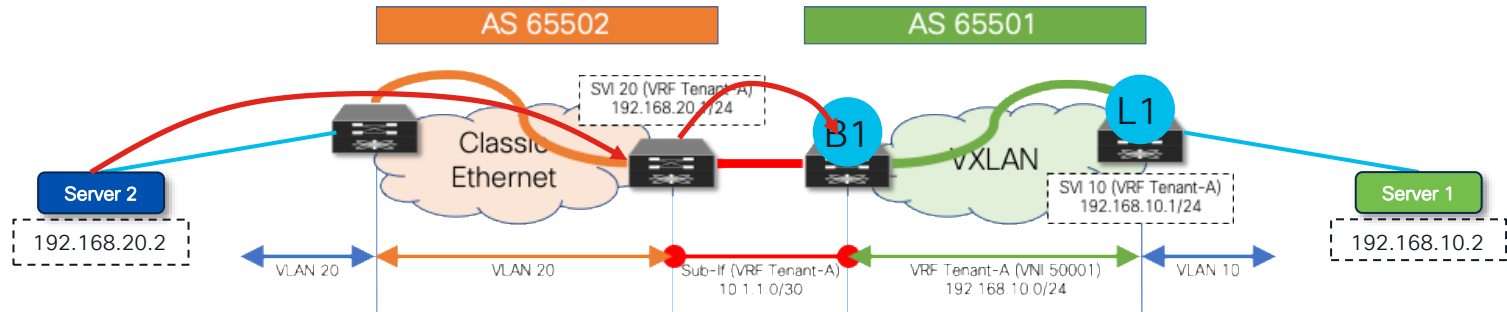 AS 65502
AS 65501
SVI 20 (VRF Tenant-A)
192.168.20.1/24
B1
L1
Classic
Ethernet
VXLAN
SVI 10 (VRF Tenant-A)
192.168.10.1/24
Server 2
192.168.20.2
Server 1
192.168.10.2
VLAN 20
VLAN 20
Sub-If (VRF Tenant-A)
10.1.1.0/30
VRF Tenant-A (VNI 50001)
192.168.10.0/24
VLAN 10